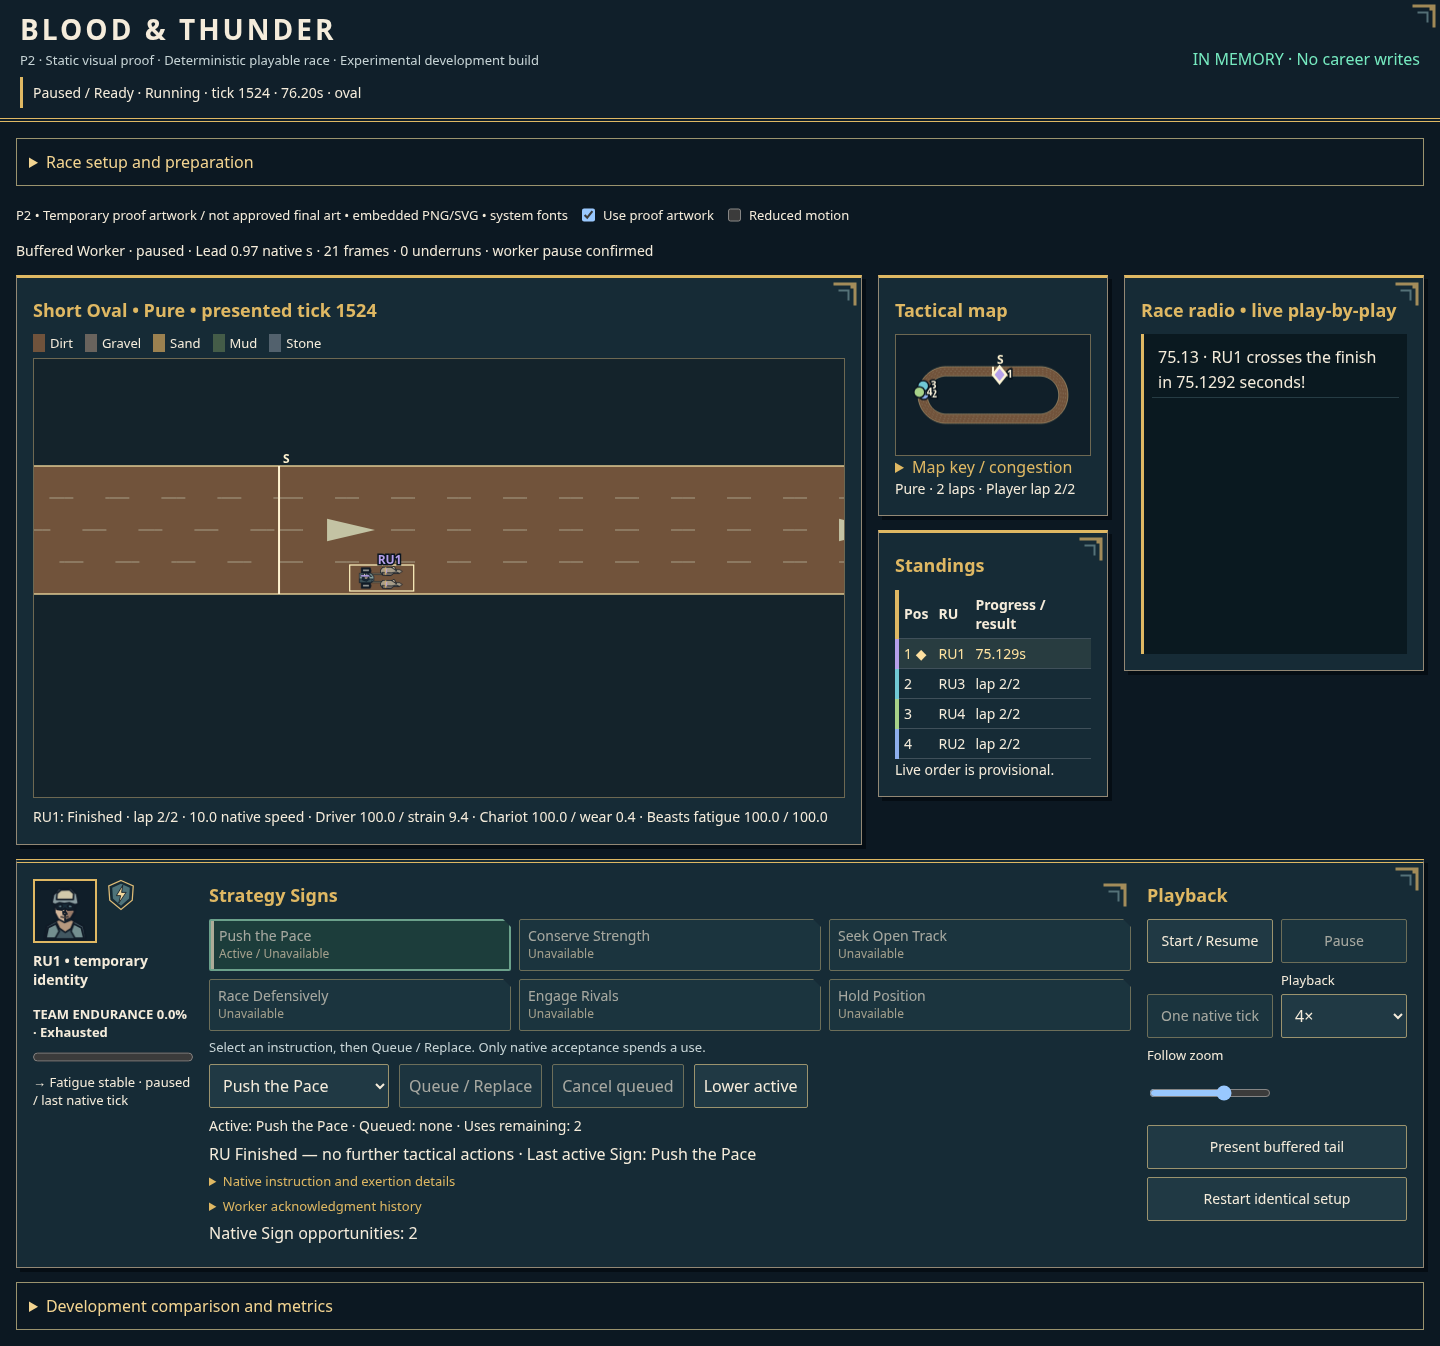 BLOOD & THUNDER
P2 · Static visual proof · Deterministic playable race · Experimental development build
IN MEMORY · No career writes
Paused / Ready · Running · tick 1524 · 76.20s · oval
Race setup and preparation
P2 • Temporary proof artwork / not approved final art • embedded PNG/SVG • system fonts Use proof artwork Reduced motion
Buffered Worker · paused · Lead 0.97 native s · 21 frames · 0 underruns · worker pause confirmed
Short Oval • Pure • presented tick 1524
Dirt Gravel Sand Mud Stone
S
RU1
RU1: Finished · lap 2/2 · 10.0 native speed · Driver 100.0 / strain 9.4 · Chariot 100.0 / wear 0.4 · Beasts fatigue 100.0 / 100.0
Tactical map
S
1
3
4 2
Map key / congestion
Pure · 2 laps · Player lap 2/2
Standings
Pos RU Progress /
result
1 ◆ RU1 75.129s
2 RU3 lap 2/2
3 RU4 lap 2/2
4 RU2 lap 2/2
Live order is provisional.
Race radio • live play-by-play
75.13 · RU1 crosses the finish
in 75.1292 seconds!
RU1 • temporary
identity
TEAM ENDURANCE 0.0%
· Exhausted
→ Fatigue stable · paused
/ last native tick
Strategy Signs
Push the Pace
Active / Unavailable
Conserve Strength
Unavailable
Seek Open Track
Unavailable
Race Defensively
Unavailable
Engage Rivals
Unavailable
Hold Position
Unavailable
Select an instruction, then Queue / Replace. Only native acceptance spends a use.
Push the Pace Queue / Replace Cancel queued Lower active
Active: Push the Pace · Queued: none · Uses remaining: 2
RU Finished — no further tactical actions · Last active Sign: Push the Pace
Native instruction and exertion details
Worker acknowledgment history
Native Sign opportunities: 2
Playback
Start / Resume Pause
Playback
One native tick 4×
Follow zoom
Present buffered tail
Restart identical setup
Development comparison and metrics